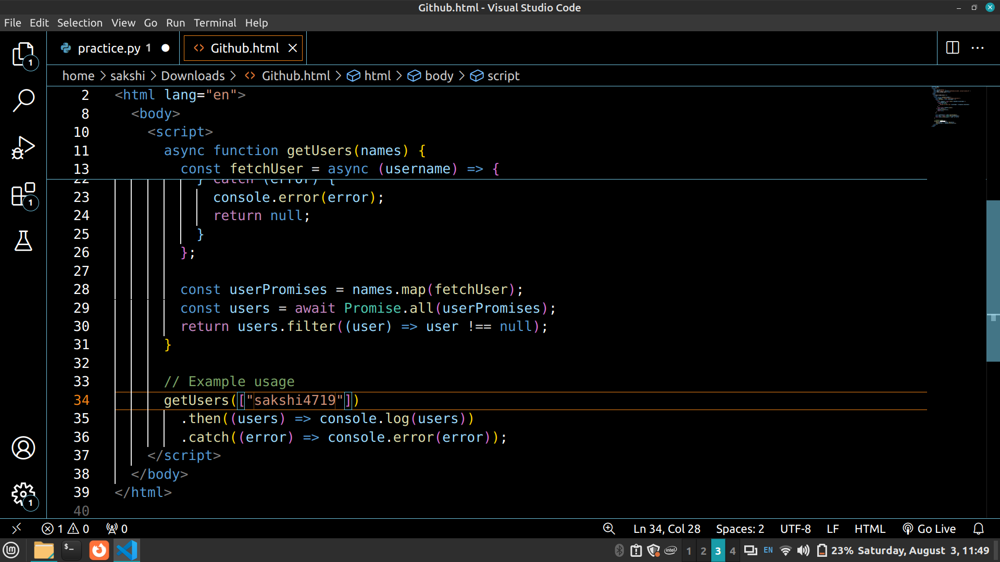 Github.html - Visual Studio Code
File Edit Selection View Go Run Terminal Help
practice.py 1 Github.html
home > sakshi > Downloads > Github.html > html > body > script
2 <html lang="en">
8 <body>
10 <script>
11 async function getUsers(names) {
13 const fetchUser = async (username) => {
22 } catch (error) {
23 console.error(error);
24 return null;
25 }
26 };
27
28 const userPromises = names.map(fetchUser);
29 const users = await Promise.all(userPromises);
30 return users.filter((user) => user !== null);
31 }
32
33 // Example usage
34 getUsers(["sakshi4719"])
35 .then((users) => console.log(users))
36 .catch((error) => console.error(error));
37 </script>
38 </body>
39 </html>
40
1
1
1
1 0 0 Ln 34, Col 28 Spaces: 2 UTF-8 LF HTML Go Live
1 2 3 4 EN 23% Saturday, August 3, 11:49